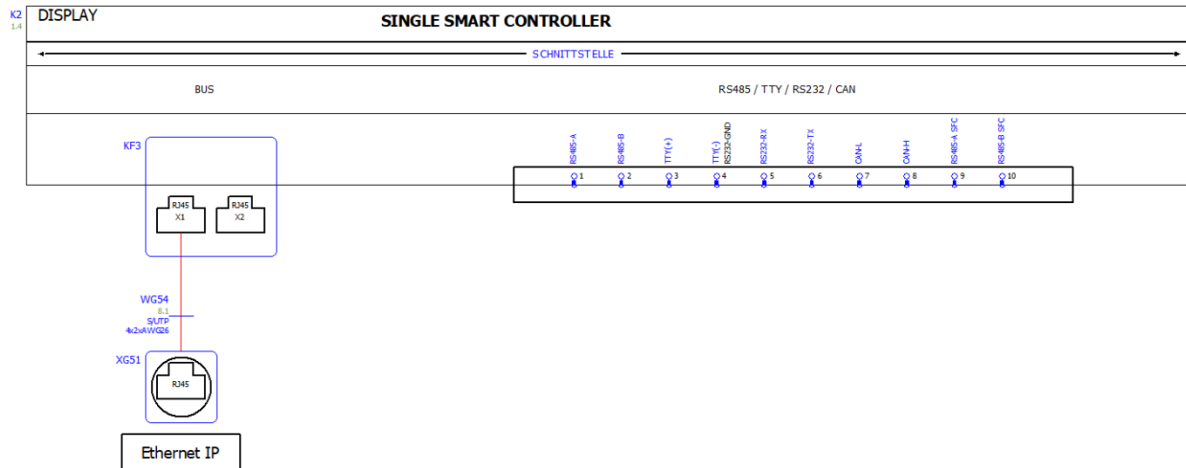 K2
1.4
DISPLAY
SINGLE SMART CONTROLLER
SCHNITTSTELLE
BUS
RS485 / TTY / RS232 / CAN
KF3
RS485-A
RS485-B
TTY(+)
TTY(-)
RS232-GND
RS232-RX
RS232-TX
CAN-L
CAN-H
RS485-A SFC
RS485-B SFC
1
2
3
4
5
6
7
8
9
10
RJ45
X1
RJ45
X2
WG54
8.1
S/UTP
4x2xAWG26
XG51
RJ45
Ethernet IP